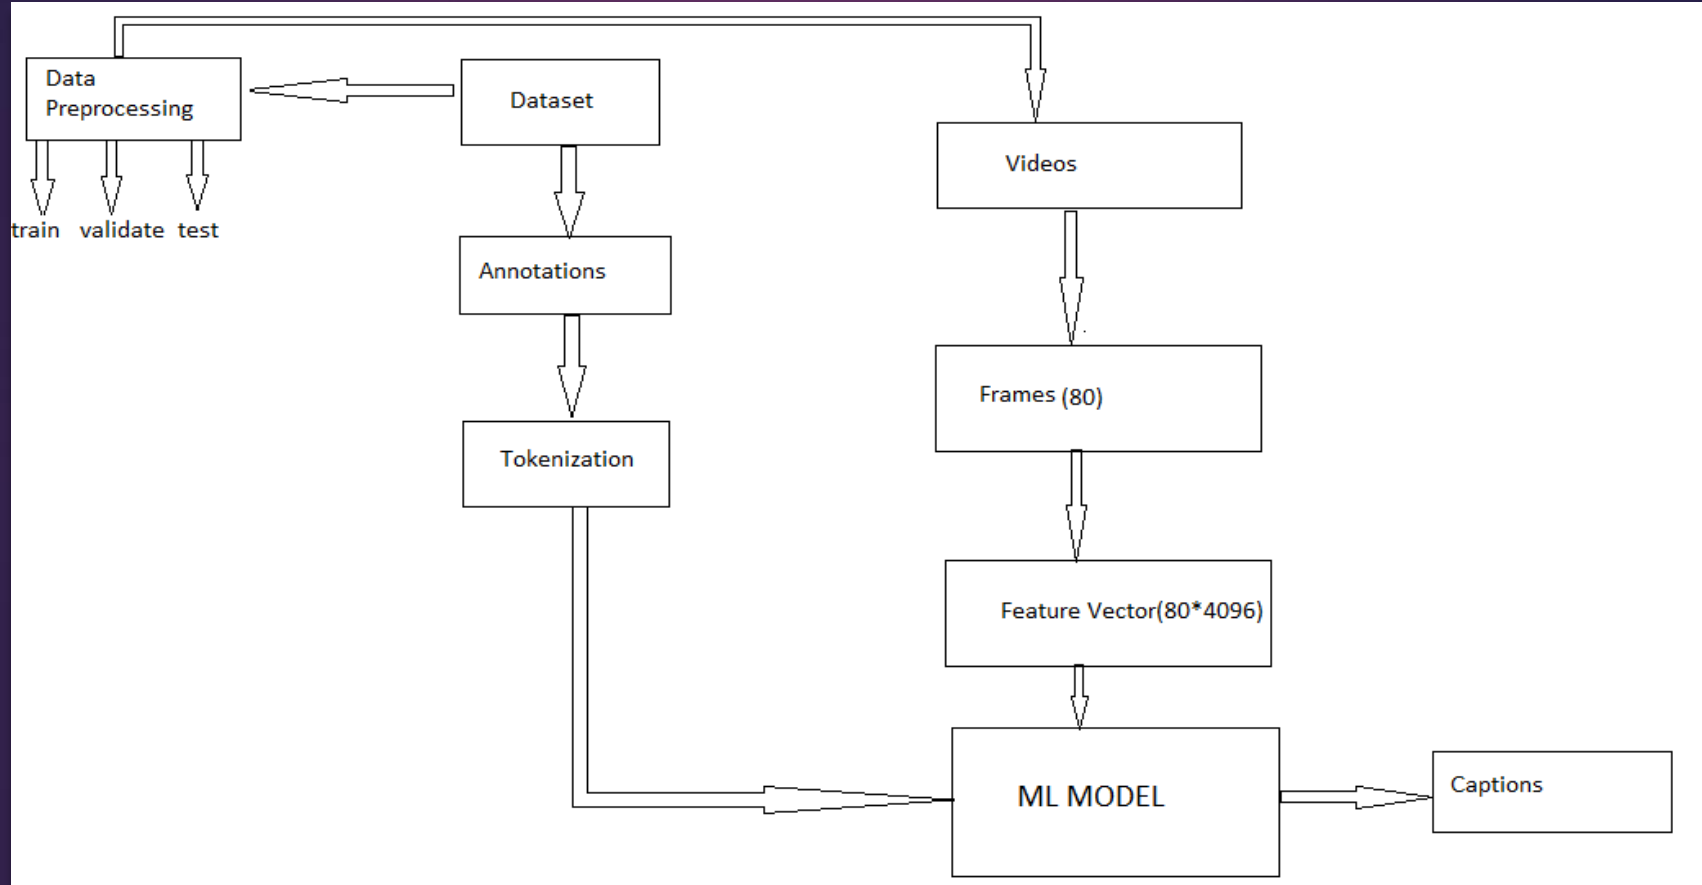 Data
Preprocessing
Dataset
Videos
train validate test
Annotations
Frames (80)
Tokenization
Feature Vector(80*4096)
ML MODEL
Captions